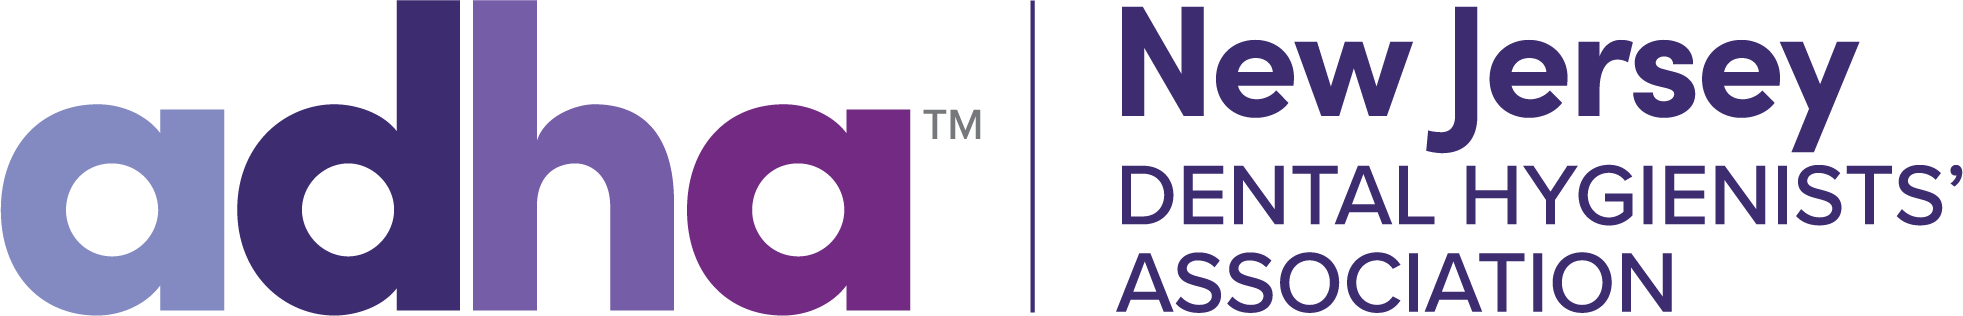 adha™
New Jersey
DENTAL HYGIENISTS’
ASSOCIATION